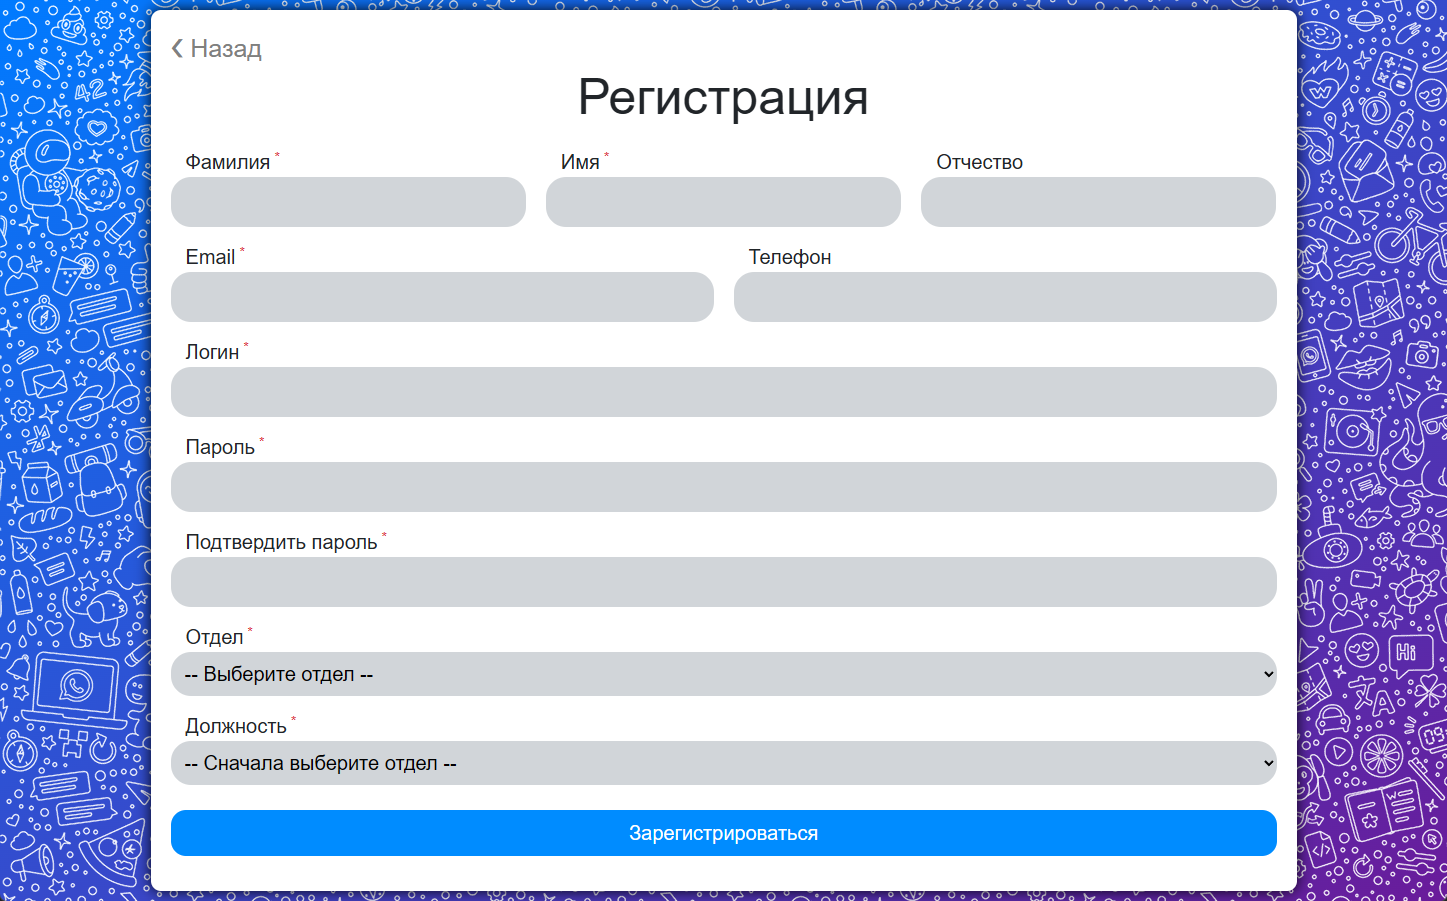 ❮ Назад
Регистрация
Фамилия * Имя * Отчество
Email * Телефон
Логин *
Пароль *
Подтвердить пароль *
Отдел *
-- Выберите отдел --
Должность *
-- Сначала выберите отдел --
Зарегистрироваться
42
Hi